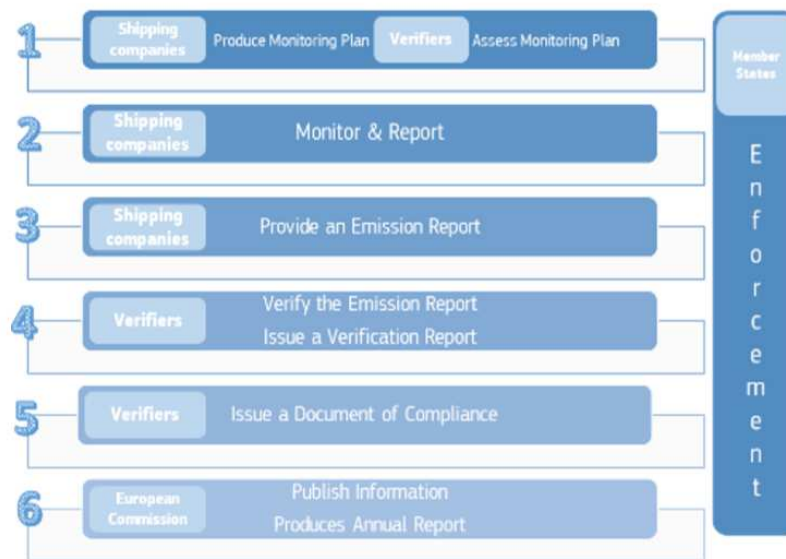 1 Shipping companies Produce Monitoring Plan Verifiers Assess Monitoring Plan
2 Shipping companies Monitor & Report
3 Shipping companies Provide an Emission Report
4 Verifiers Verify the Emission Report
Issue a Verification Report
5 Verifiers Issue a Document of Compliance
6 European Commission Publish Information
Produces Annual Report
Member
States
Enforcement